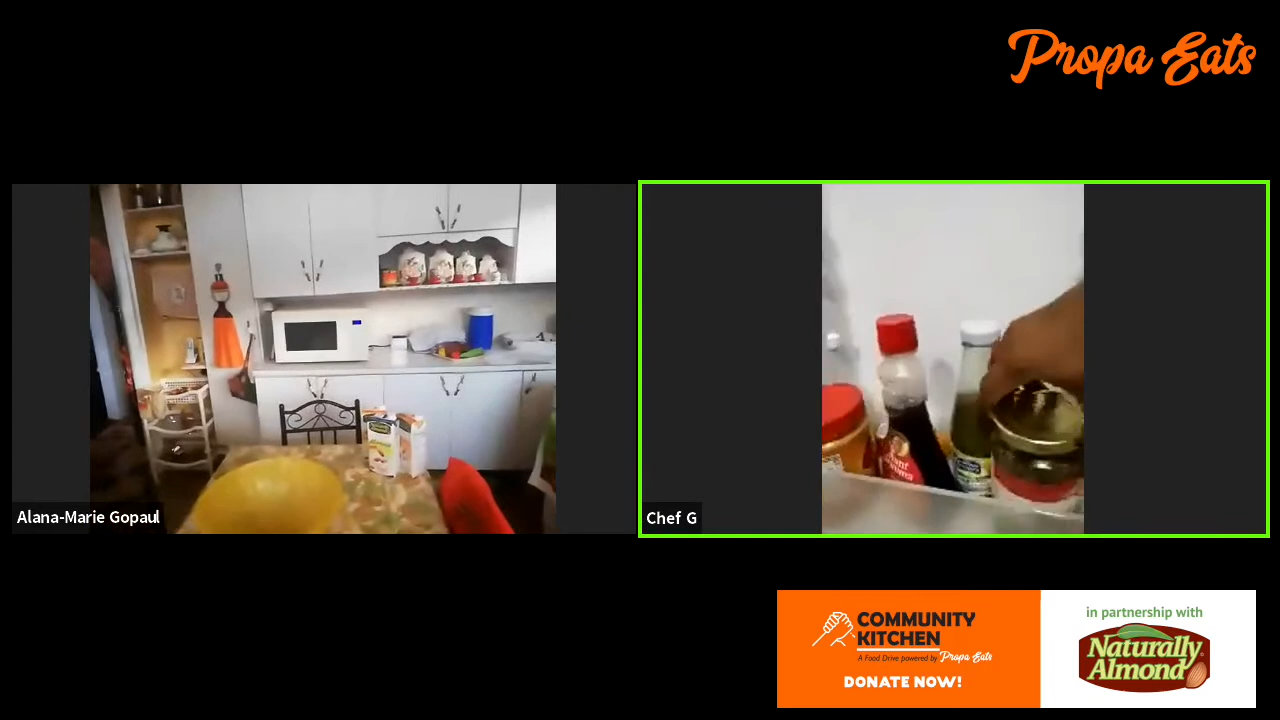 Propa Eats
Alana-Marie Gopaul
Chef G
COMMUNITY
KITCHEN
A Food Drive powered by Propa Eats
DONATE NOW!
in partnership with
Naturally
Almond